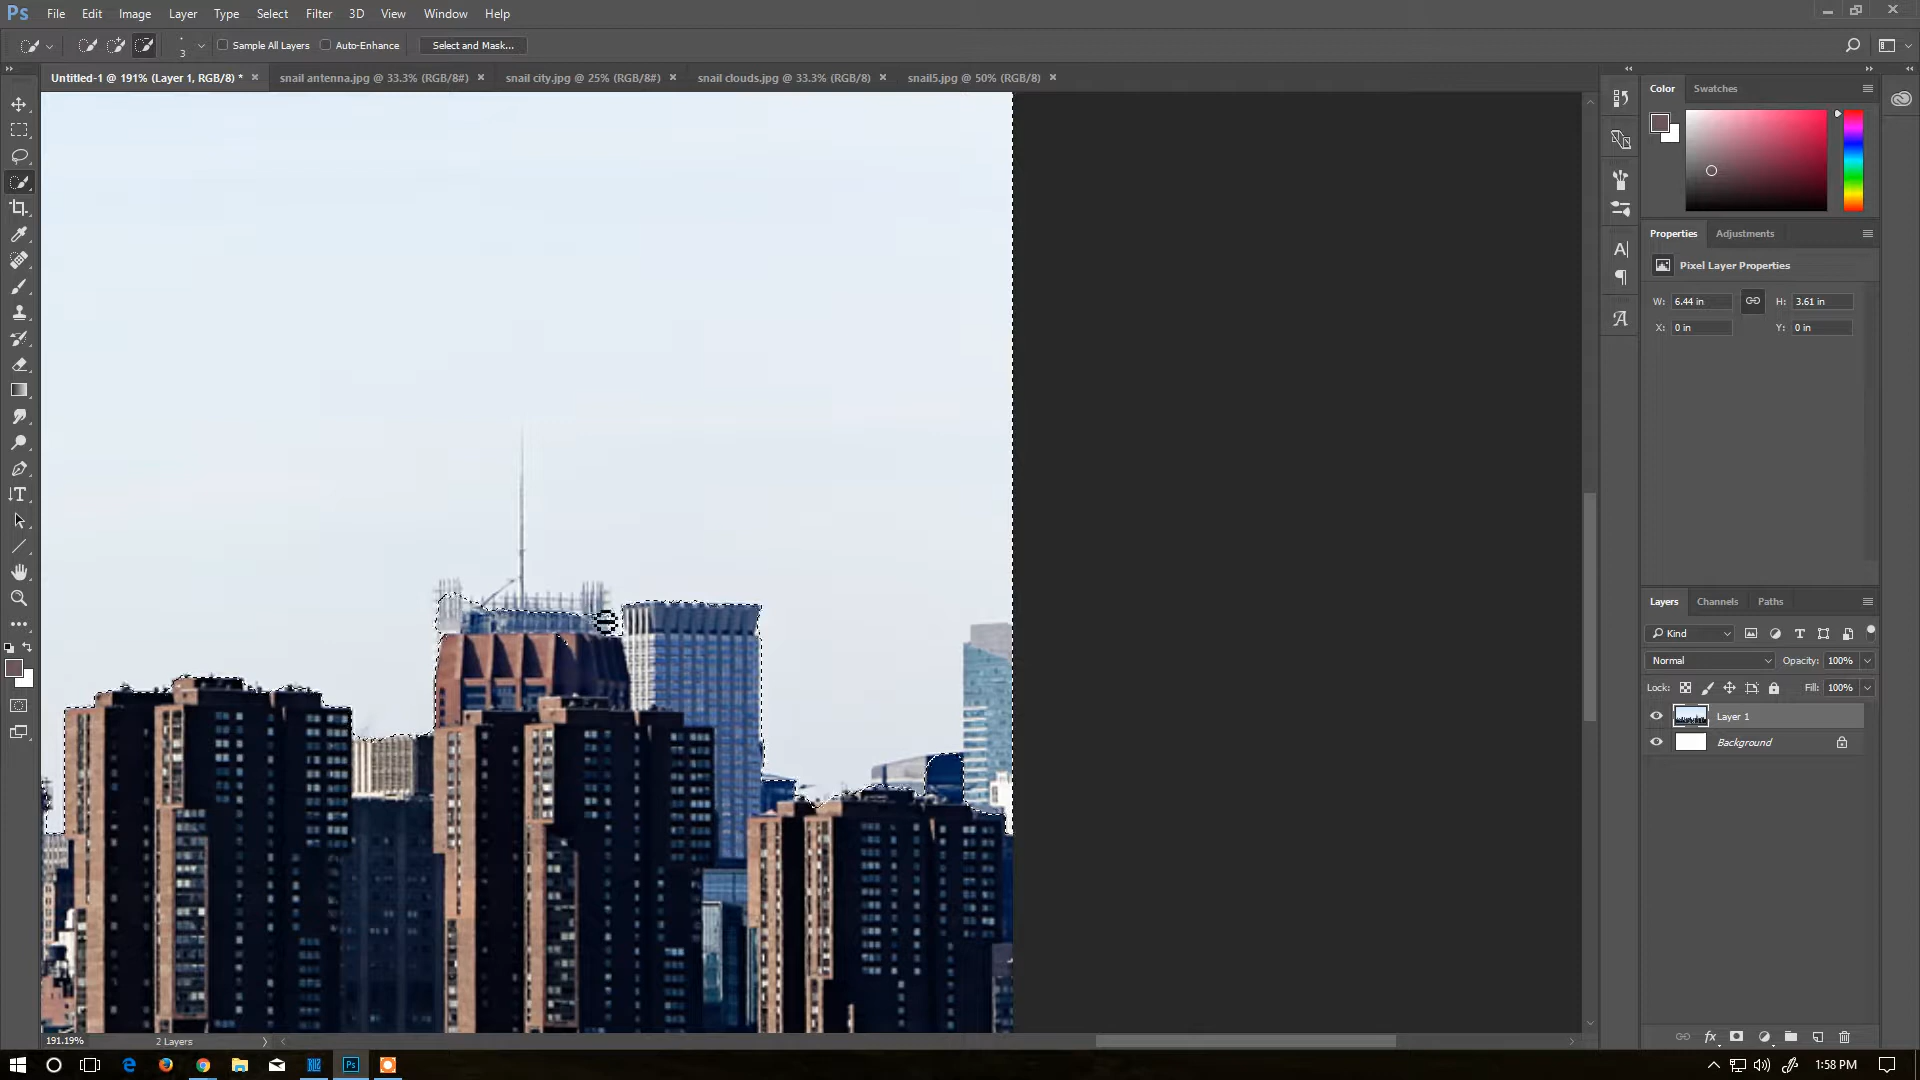 Ps File Edit Image Layer Type Select Filter 3D View Window Help
3 Sample All Layers Auto-Enhance Select and Mask...
Untitled-1 @ 191% (Layer 1, RGB/8) * × snail antenna.jpg @ 33.3% (RGB/8#) × snail city.jpg @ 25% (RGB/8#) × snail clouds.jpg @ 33.3% (RGB/8) × snail5.jpg @ 50% (RGB/8) ×
Color Swatches
Properties Adjustments
Pixel Layer Properties
W: 6.44 in H: 3.61 in
X: 0 in Y: 0 in
Layers Channels Paths
Kind
Normal Opacity: 100%
Lock: Fill: 100%
Layer 1
Background
191.19% 2 Layers
Ps 1:58 PM